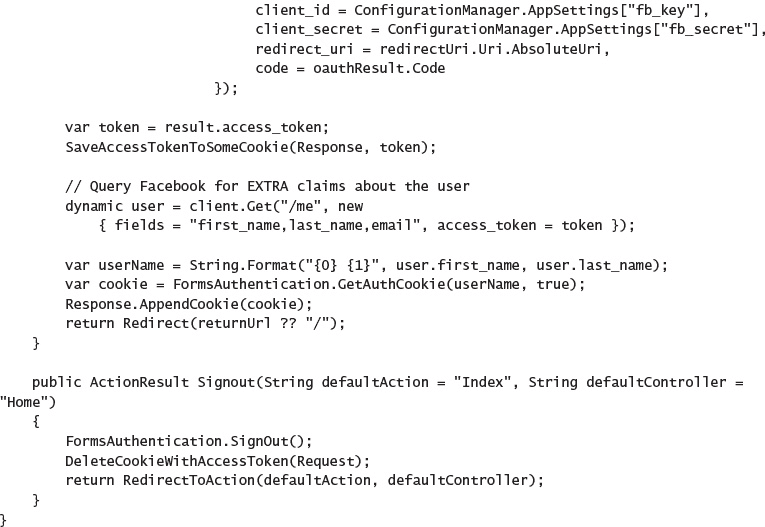 client_id = ConfigurationManager.AppSettings["fb_key"],
client_secret = ConfigurationManager.AppSettings["fb_secret"],
redirect_uri = redirectUri.Uri.AbsoluteUri,
code = oauthResult.Code
});
var token = result.access_token;
SaveAccessTokenToSomeCookie(Response, token);
// Query Facebook for EXTRA claims about the user
dynamic user = client.Get("/me", new
{ fields = "first_name,last_name,email", access_token = token });
var userName = String.Format("{0} {1}", user.first_name, user.last_name);
var cookie = FormsAuthentication.GetAuthCookie(userName, true);
Response.AppendCookie(cookie);
return Redirect(returnUrl ?? "/");
}
public ActionResult Signout(String defaultAction = "Index", String defaultController =
"Home")
{
FormsAuthentication.SignOut();
DeleteCookieWithAccessToken(Request);
return RedirectToAction(defaultAction, defaultController);
}
}